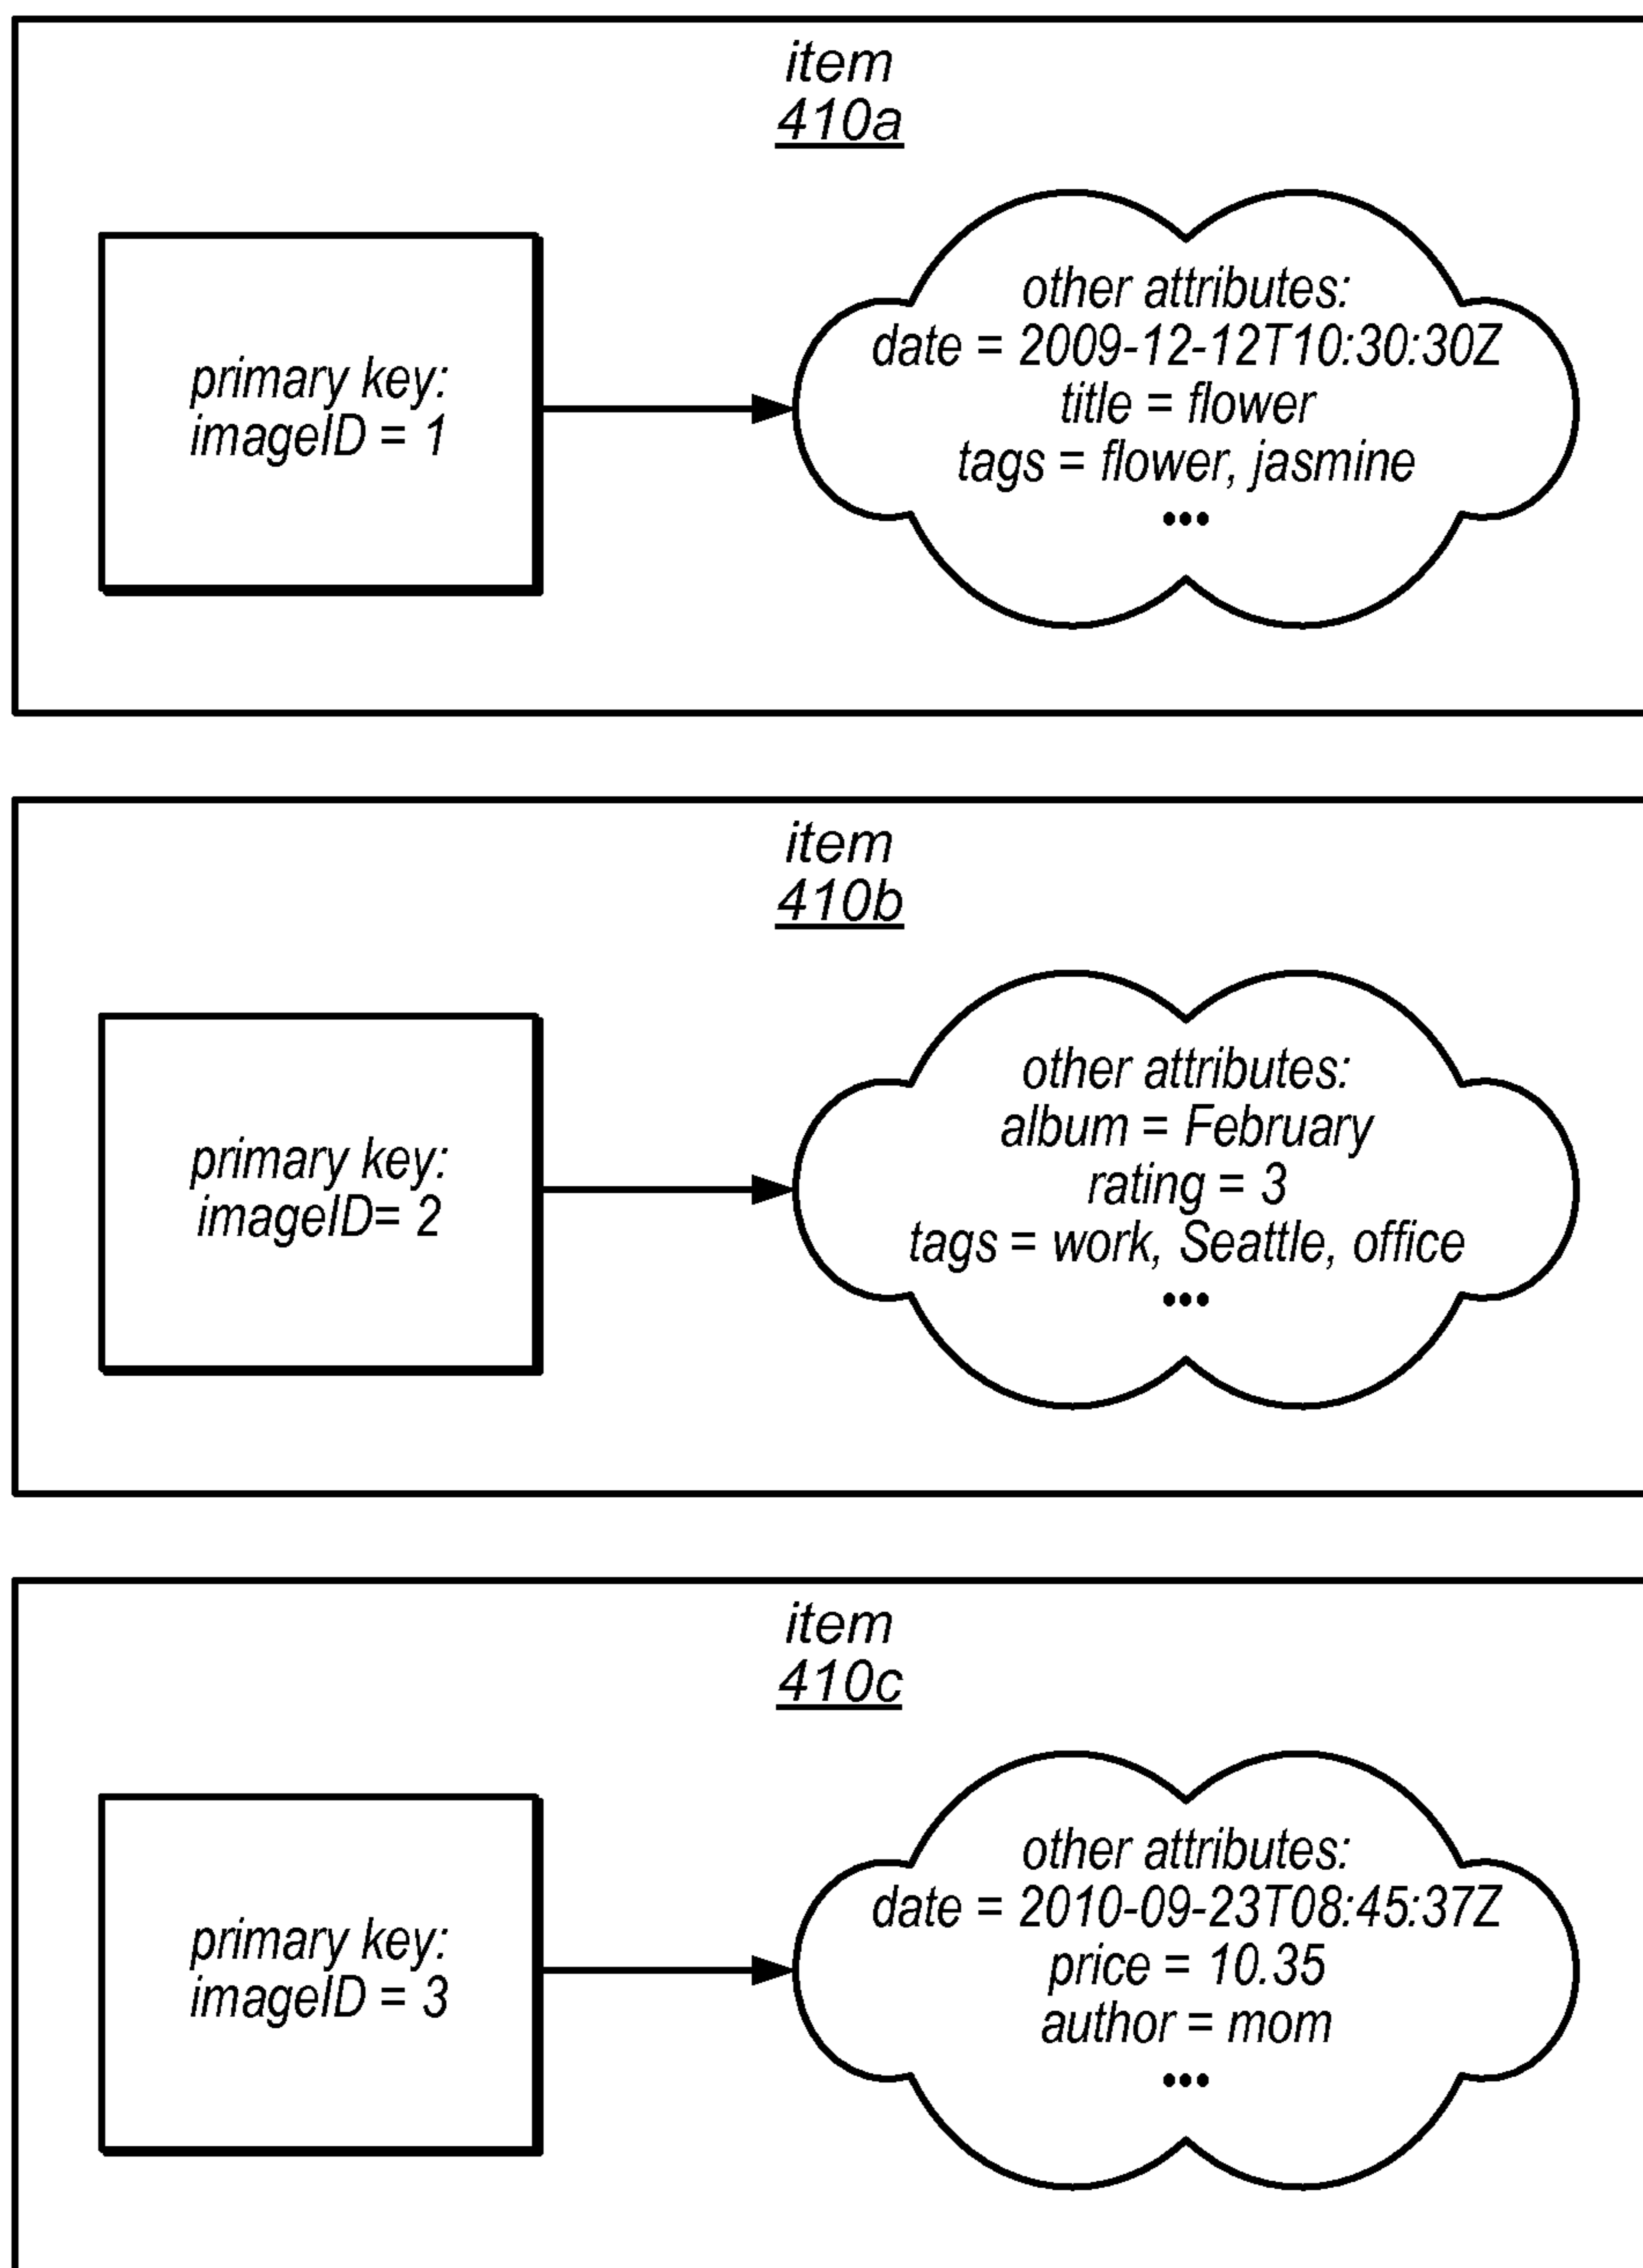 item
410a
primary key:
imageID = 1
other attributes:
date = 2009-12-12T10:30:30Z
title = flower
tags = flower, jasmine
•••
item
410b
primary key:
imageID= 2
other attributes:
album = February
rating = 3
tags = work, Seattle, office
•••
item
410c
primary key:
imageID = 3
other attributes:
date = 2010-09-23T08:45:37Z
price = 10.35
author = mom
•••